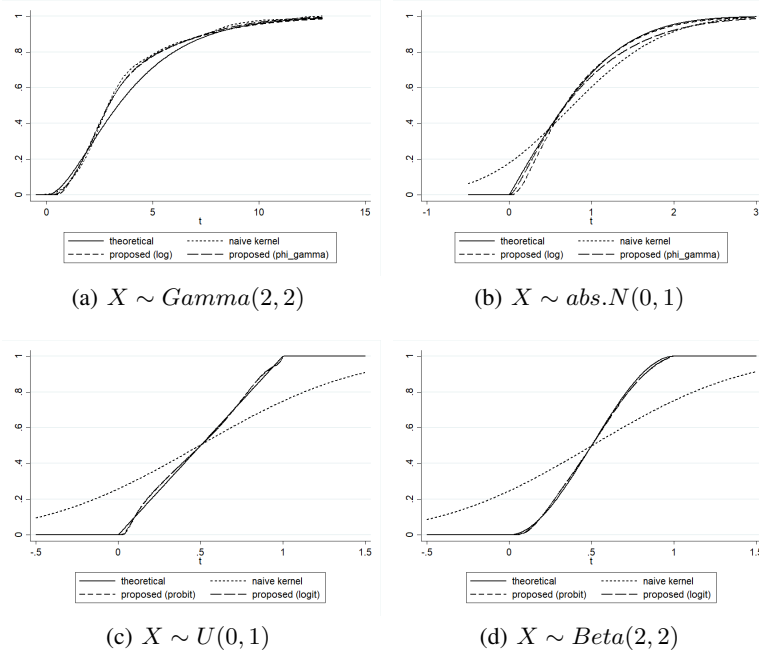 1
.8
.6
.4
.2
0
0 5 10 15
t
theoretical naive kernel
proposed (log) proposed (phi_gamma)
(a) X ∼ Gamma(2, 2)
1
.8
.6
.4
.2
0
-1 0 1 2 3
t
theoretical naive kernel
proposed (log) proposed (phi_gamma)
(b) X ∼ abs.N(0, 1)
1
.8
.6
.4
.2
0
-.5 0 .5 1 1.5
t
theoretical naive kernel
proposed (probit) proposed (logit)
(c) X ∼ U(0, 1)
1
.8
.6
.4
.2
0
-.5 0 .5 1 1.5
t
theoretical naive kernel
proposed (probit) proposed (logit)
(d) X ∼ Beta(2, 2)